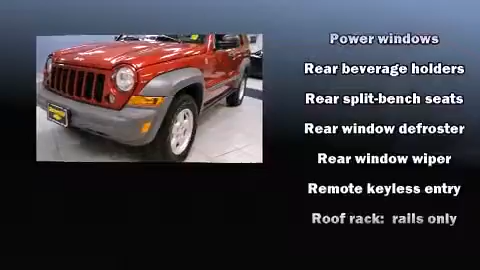 Power windows
Rear beverage holders
Rear split-bench seats
Rear window defroster
Rear window wiper
Remote keyless entry
Roof rack:  rails only